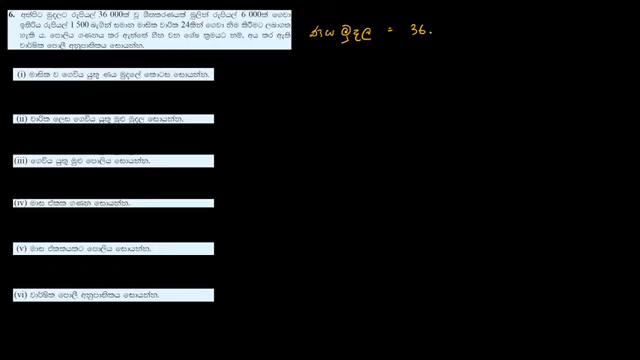 6. අත්පිට මුදලට රුපියල් 36 000ක් වූ ශීතකරණයක් මුලින් රුපියල් 6 000ක් ගෙවා
ඉතිරිය රුපියල් 1 500 බැගින් සමාන මාසික වාරික 24කින් ගෙවා නිම කිරීමට ලබාගත
හැකි ය. පොලිය ගණනය කර ඇත්තේ හීන වන ශේෂ ක්‍රමයට නම්, අය කර ඇති
වාර්ෂික පොලී අනුපාතිකය සොයන්න.
ණය මුදල = 36.
(i) මාසික ව ගෙවිය යුතු ණය මුදලේ කොටස සොයන්න.
(ii) වාරික ලෙස ගෙවිය යුතු මුළු මුදල සොයන්න.
(iii) ගෙවිය යුතු මුළු පොලිය සොයන්න.
(iv) මාස ඒකක ගණන සොයන්න.
(v) මාස ඒකකයකට පොලිය සොයන්න.
(vi) වාර්ෂික පොලී අනුපාතිකය සොයන්න.